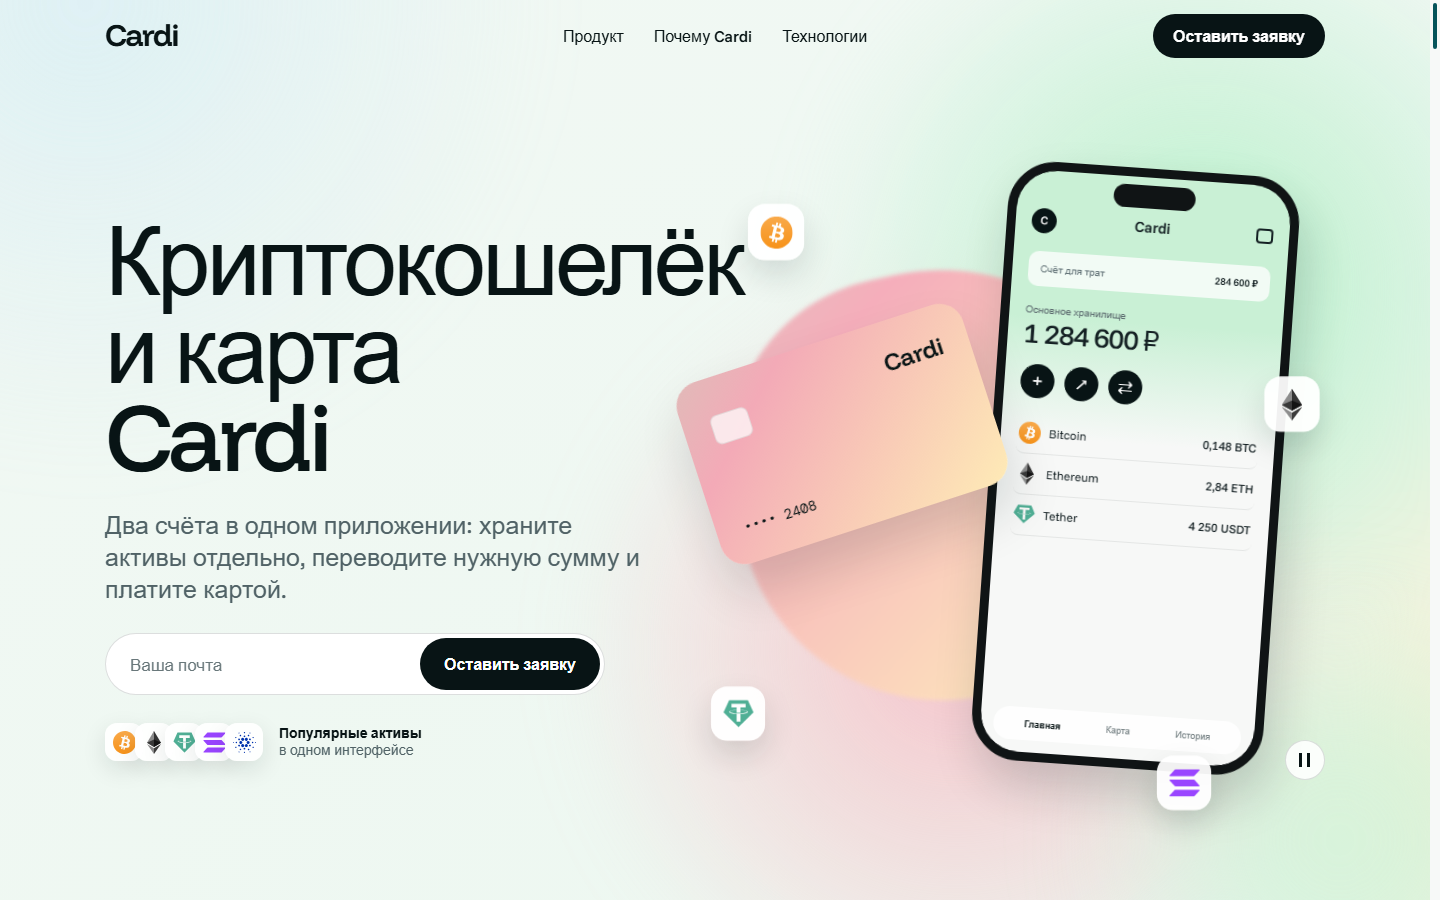 Cardi
Продукт
Почему Cardi
Технологии
Оставить заявку
Криптокошелёк
и карта
Cardi
Два счёта в одном приложении: храните
активы отдельно, переводите нужную сумму и
платите картой.
Ваша почта
Оставить заявку
Популярные активы
в одном интерфейсе
Cardi
•••• 2408
C
Cardi
Счёт для трат
284 600 ₽
Основное хранилище
1 284 600 ₽
Bitcoin
0,148 BTC
Ethereum
2,84 ETH
Tether
4 250 USDT
Главная
Карта
История